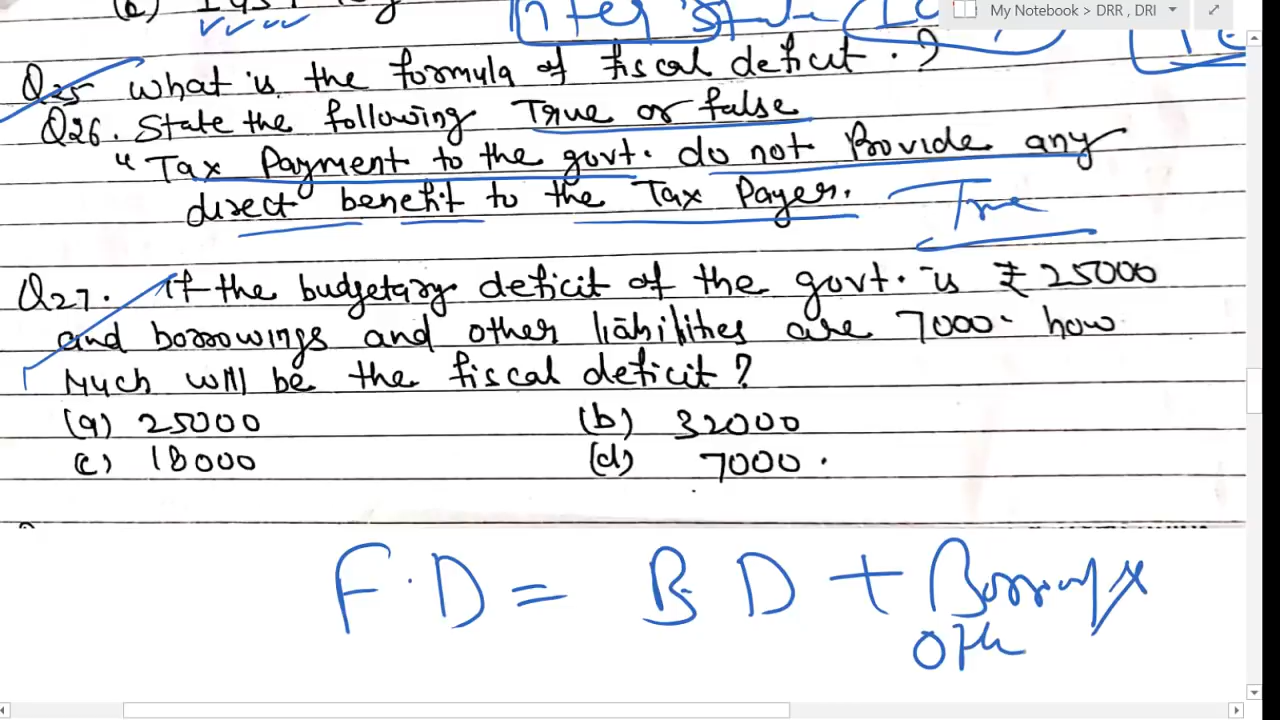 My Notebook > DRR , DRI
Q25 What is the formula of fiscal deficit . ?
Q26 . State the following True or false
" Tax Payment to the govt. do not Provide any
direct benefit to the Tax Payer.
True
Q27 . If the budgetary deficit of the govt. is ₹ 25000
and borrowings and other liabilities are 7000. how
Much will be the fiscal deficit ?
(a) 25000 (b) 32000
(c) 18000 (d) 7000 .
F.D = B D + Borrowing
oth